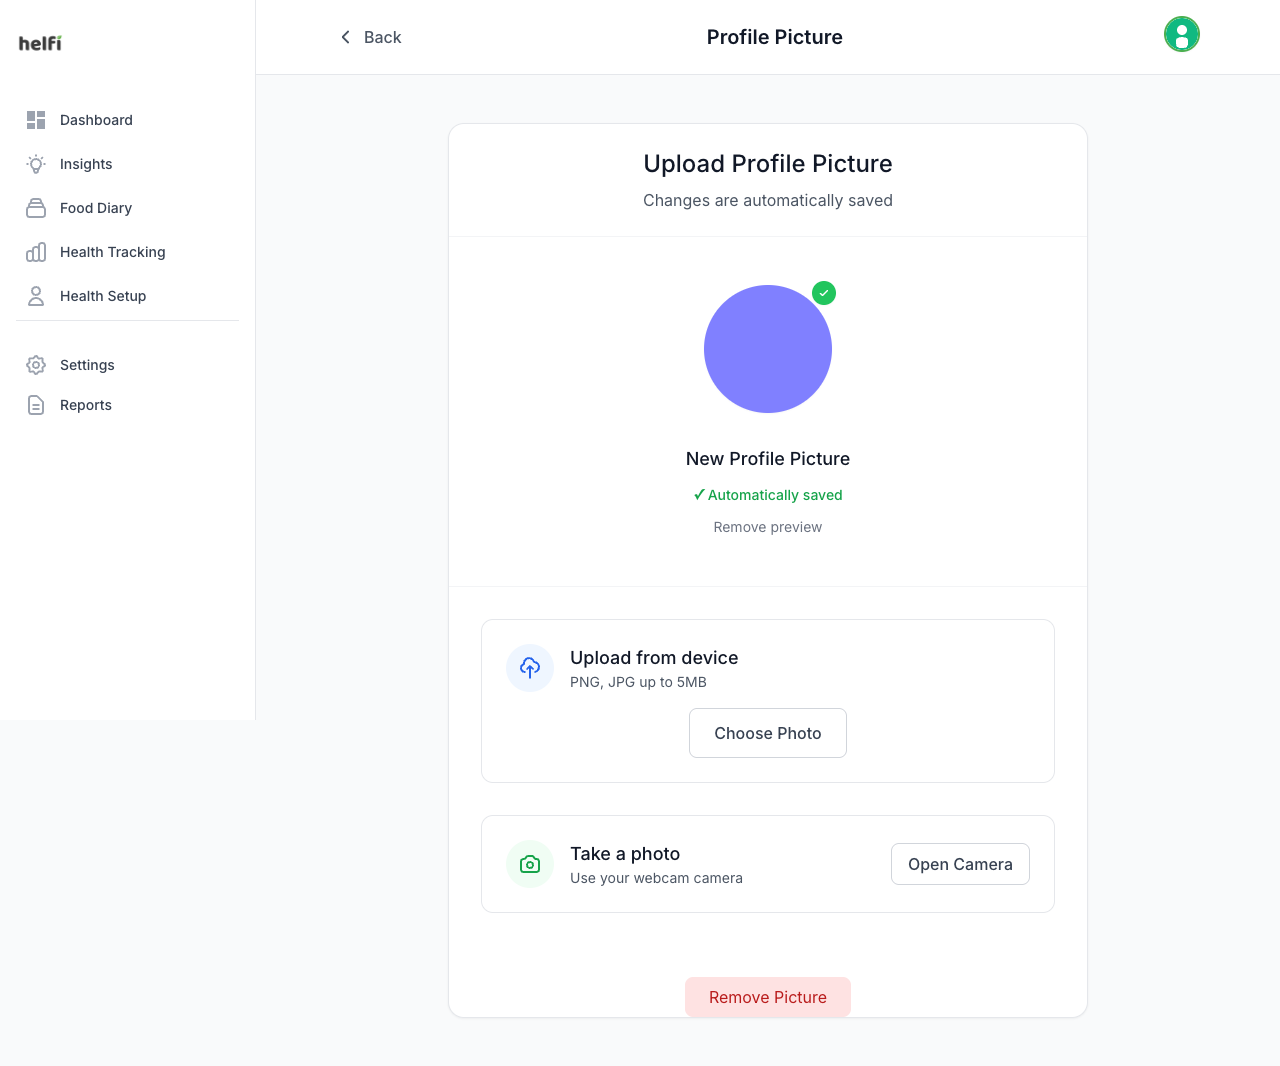 helfi
Back
Profile Picture
Dashboard
Insights
Food Diary
Health Tracking
Health Setup
Settings
Reports
Upload Profile Picture
Changes are automatically saved
New Profile Picture
✓ Automatically saved
Remove preview
Upload from device
PNG, JPG up to 5MB
Choose Photo
Take a photo
Use your webcam camera
Open Camera
Remove Picture